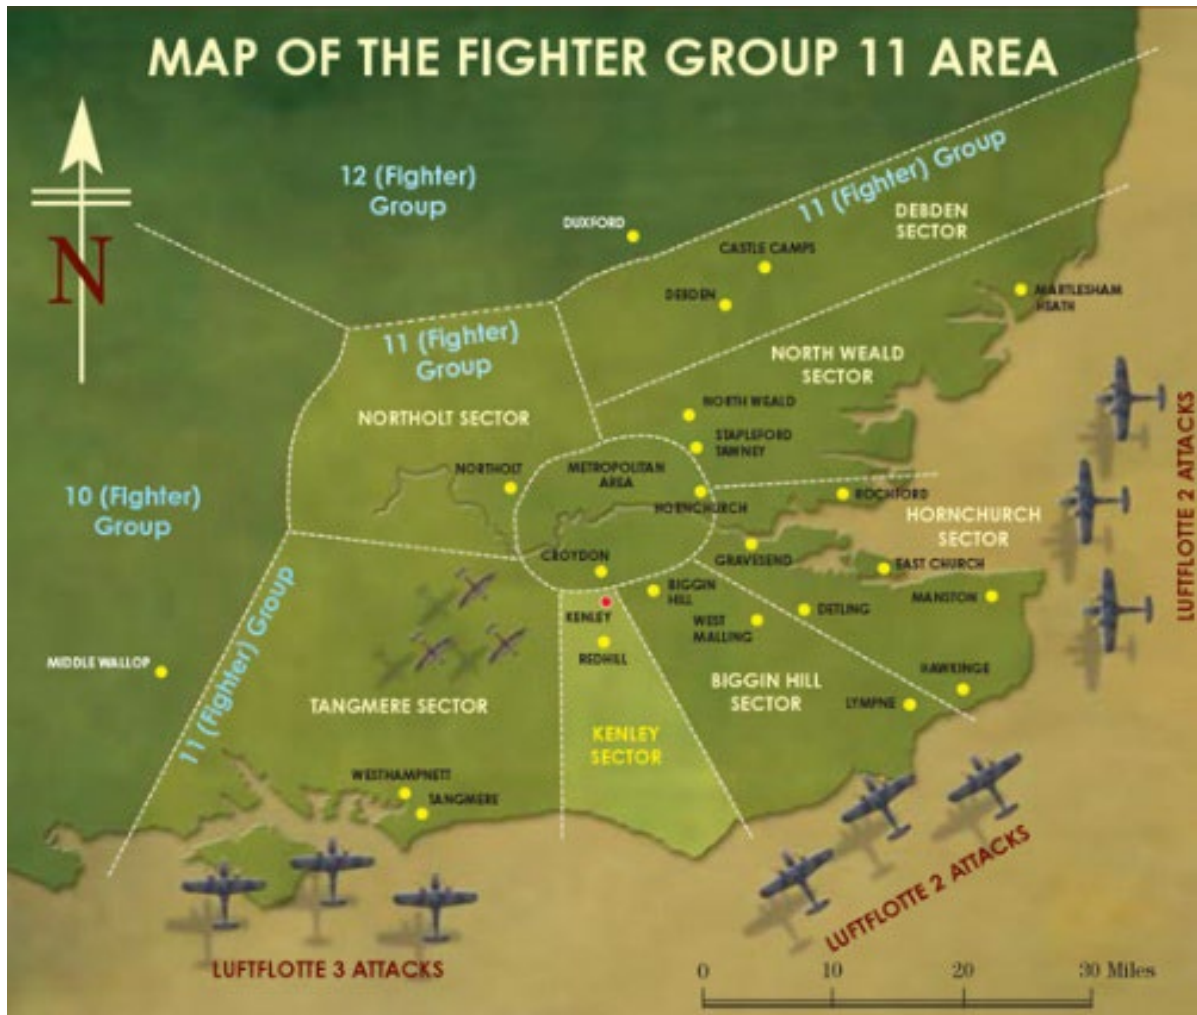 MAP OF THE FIGHTER GROUP 11 AREA
12 (Fighter)
Group
11 (Fighter) Group
DEBDEN
SECTOR
DUXFORD
CASTLE CAMPS
DEBDEN
MARTLESHAM
HEATH
N
11 (Fighter)
Group
NORTH WEALD
SECTOR
NORTHOLT SECTOR
NORTH WEALD
STAPLEFORD
TAWNEY
NORTHOLT
METROPOLITAN
AREA
HORNCHURCH
ROCHFORD
10 (Fighter)
Group
HORNCHURCH
SECTOR
LUFTFLOTTE 2 ATTACKS
CROYDON
GRAVESEND
EAST CHURCH
BIGGIN
HILL
MANSTON
KENLEY
WEST
MALLING
DETLING
REDHILL
11 (Fighter) Group
MIDDLE WALLOP
HAWKINGE
BIGGIN HILL
SECTOR
LYMPNE
TANGMERE SECTOR
KENLEY
SECTOR
WESTHAMPNETT
TANGMERE
LUFTFLOTTE 2 ATTACKS
LUFTFLOTTE 3 ATTACKS
0 10 20 30 Miles